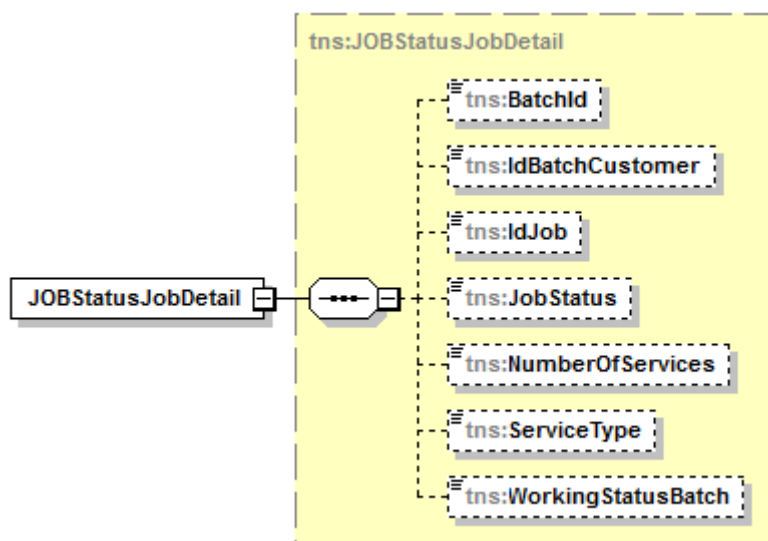 tns:JOBStatusJobDetail
tns:BatchId
tns:IdBatchCustomer
tns:IdJob
JOBStatusJobDetail
tns:JobStatus
tns:NumberOfServices
tns:ServiceType
tns:WorkingStatusBatch